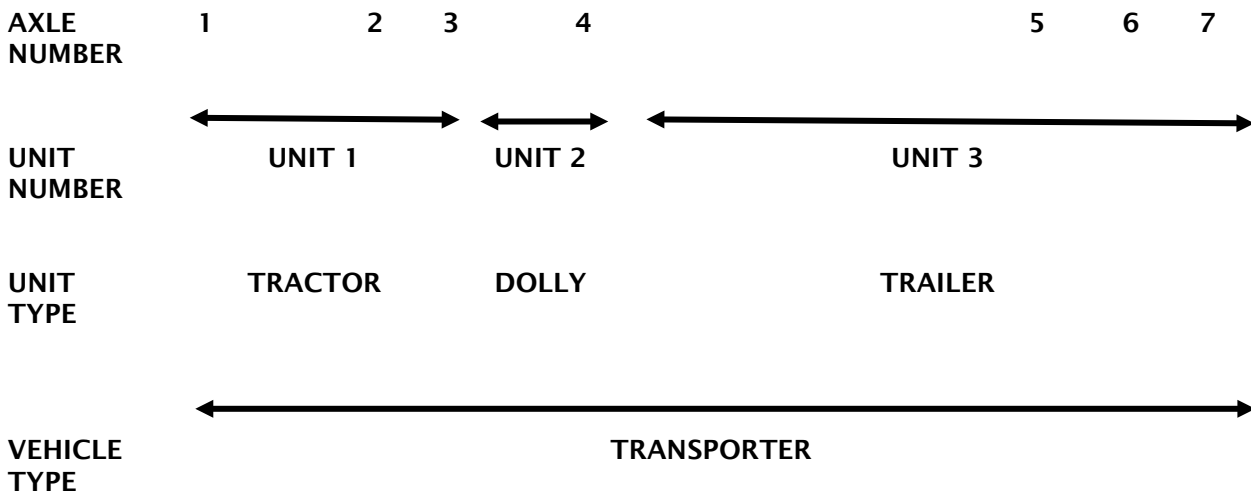 AXLE NUMBER 1 2 3 4 5 6 7
UNIT NUMBER UNIT 1 UNIT 2 UNIT 3
UNIT TYPE TRACTOR DOLLY TRAILER
VEHICLE TYPE TRANSPORTER